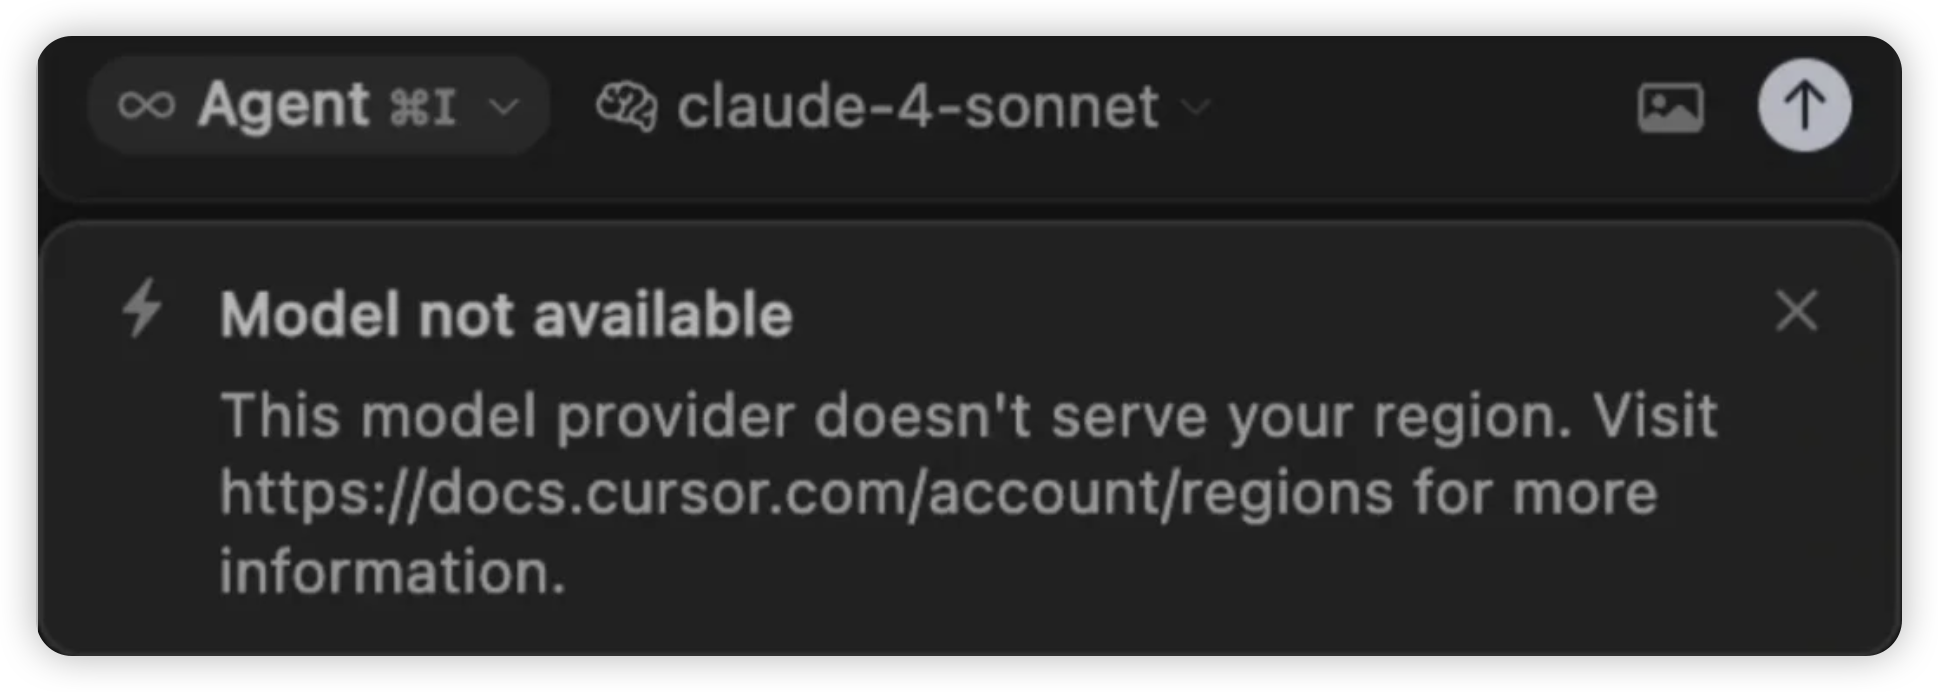 Agent ⌘I claude-4-sonnet
Model not available
This model provider doesn't serve your region. Visit
https://docs.cursor.com/account/regions for more
information.